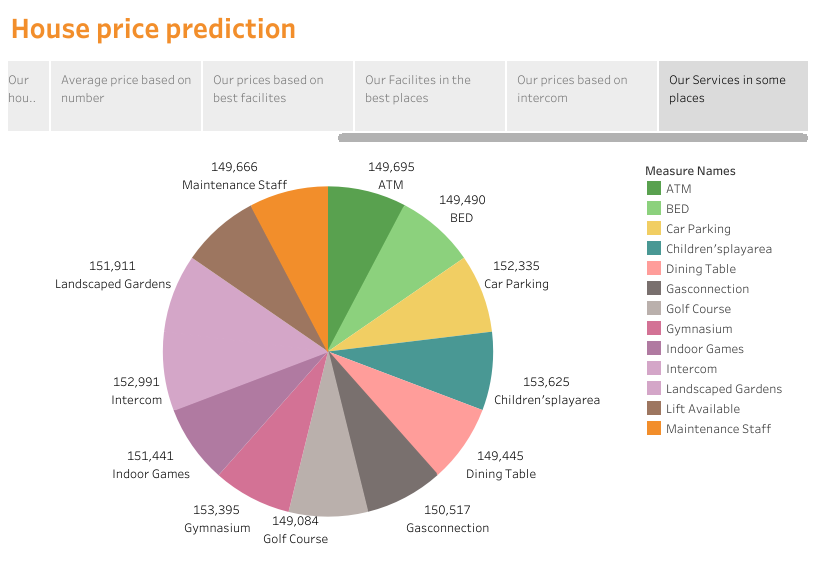 House price prediction
Our
hou..
Average price based on
number
Our prices based on
best facilites
Our Facilites in the
best places
Our prices based on
intercom
Our Services in some
places
149,666
Maintenance Staff
149,695
ATM
149,490
BED
152,335
Car Parking
153,625
Children'splayarea
149,445
Dining Table
150,517
Gasconnection
149,084
Golf Course
153,395
Gymnasium
151,441
Indoor Games
152,991
Intercom
151,911
Landscaped Gardens
Measure Names
ATM
BED
Car Parking
Children'splayarea
Dining Table
Gasconnection
Golf Course
Gymnasium
Indoor Games
Intercom
Landscaped Gardens
Lift Available
Maintenance Staff